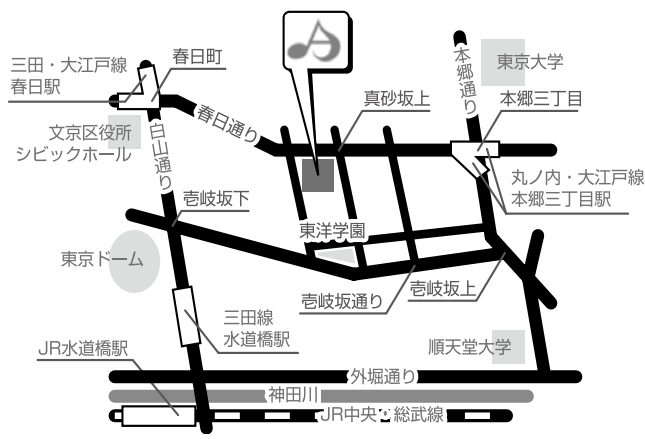 三田・大江戸線
春日駅
春日町
本郷通り
東京大学
真砂坂上
本郷三丁目
春日通り
文京区役所
シビックホール
白山通り
丸ノ内・大江戸線
本郷三丁目駅
壱岐坂下
東洋学園
東京ドーム
壱岐坂通り
壱岐坂上
三田線
水道橋駅
JR水道橋駅
順天堂大学
外堀通り
神田川
JR中央・総武線